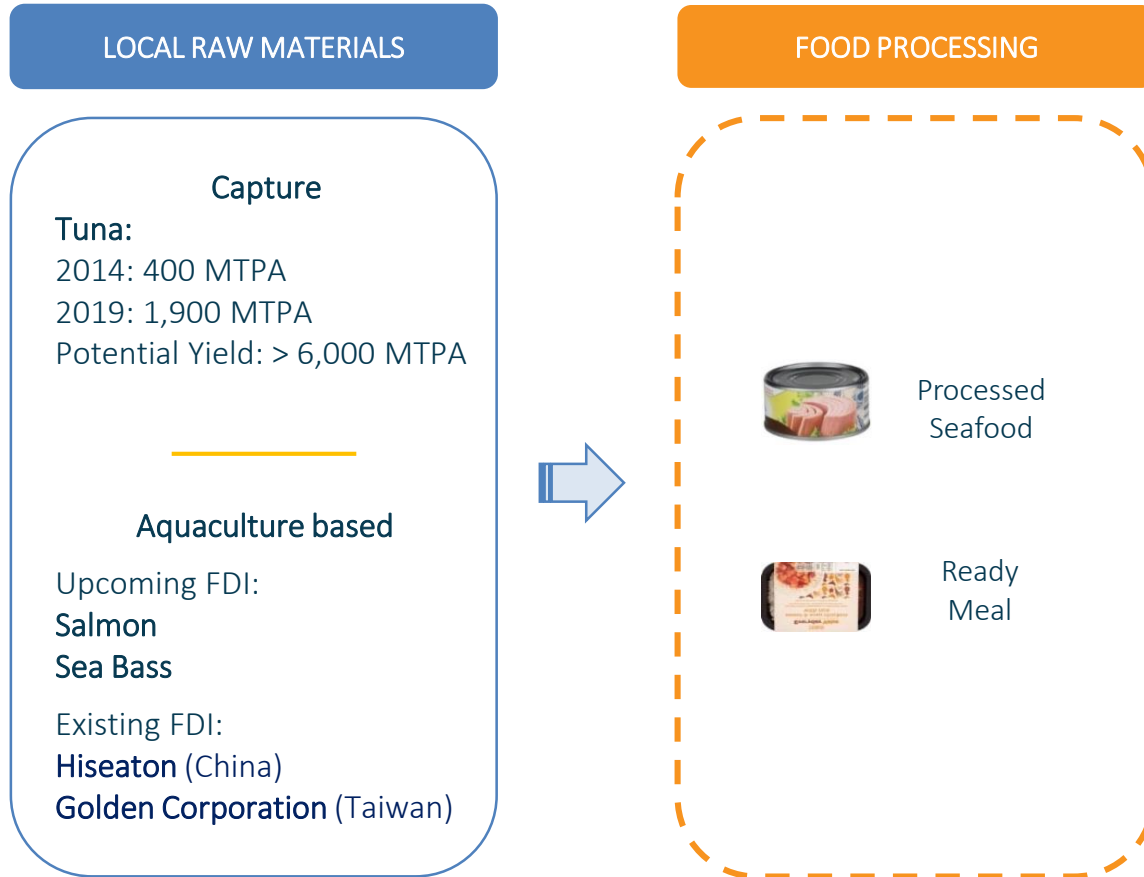 LOCAL RAW MATERIALS
FOOD PROCESSING
Capture
Tuna:
2014: 400 MTPA
2019: 1,900 MTPA
Potential Yield: > 6,000 MTPA
Aquaculture based
Upcoming FDI:
Salmon
Sea Bass
Existing FDI:
Hiseaton (China)
Golden Corporation (Taiwan)
Processed
Seafood
Ready
Meal